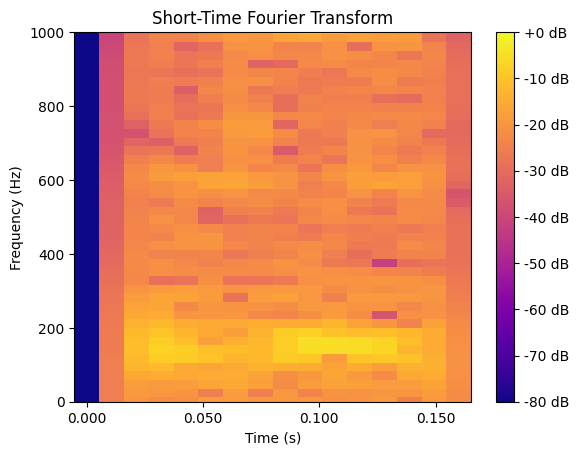 Short-Time Fourier Transform
Frequency (Hz)
1000
800
600
400
200
0
0.000
0.050
0.100
0.150
Time (s)
+0 dB
-10 dB
-20 dB
-30 dB
-40 dB
-50 dB
-60 dB
-70 dB
-80 dB